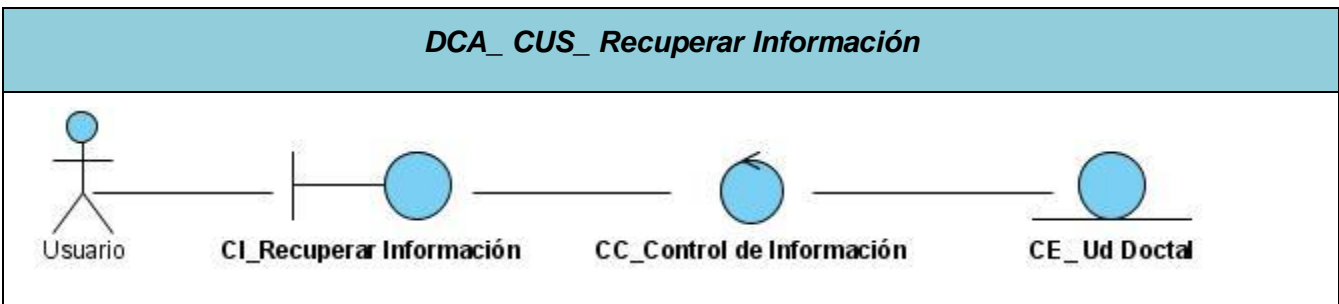 DCA_ CUS_ Recuperar Información
Usuario CI_Recuperar Información CC_Control de Información CE_ Ud Doctal